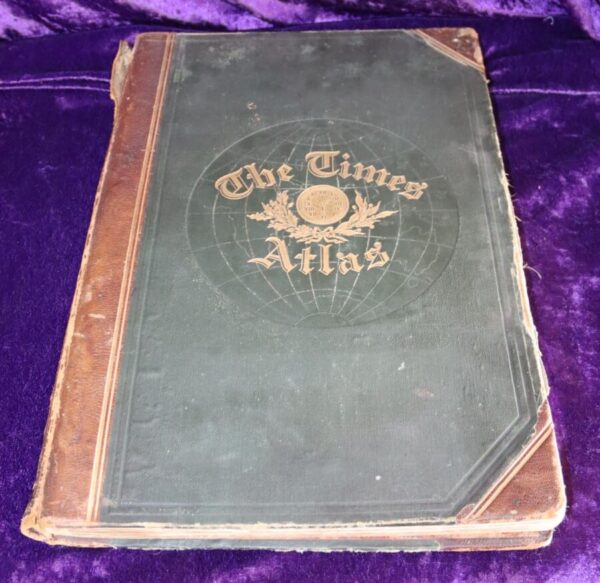 The Times
Atlas